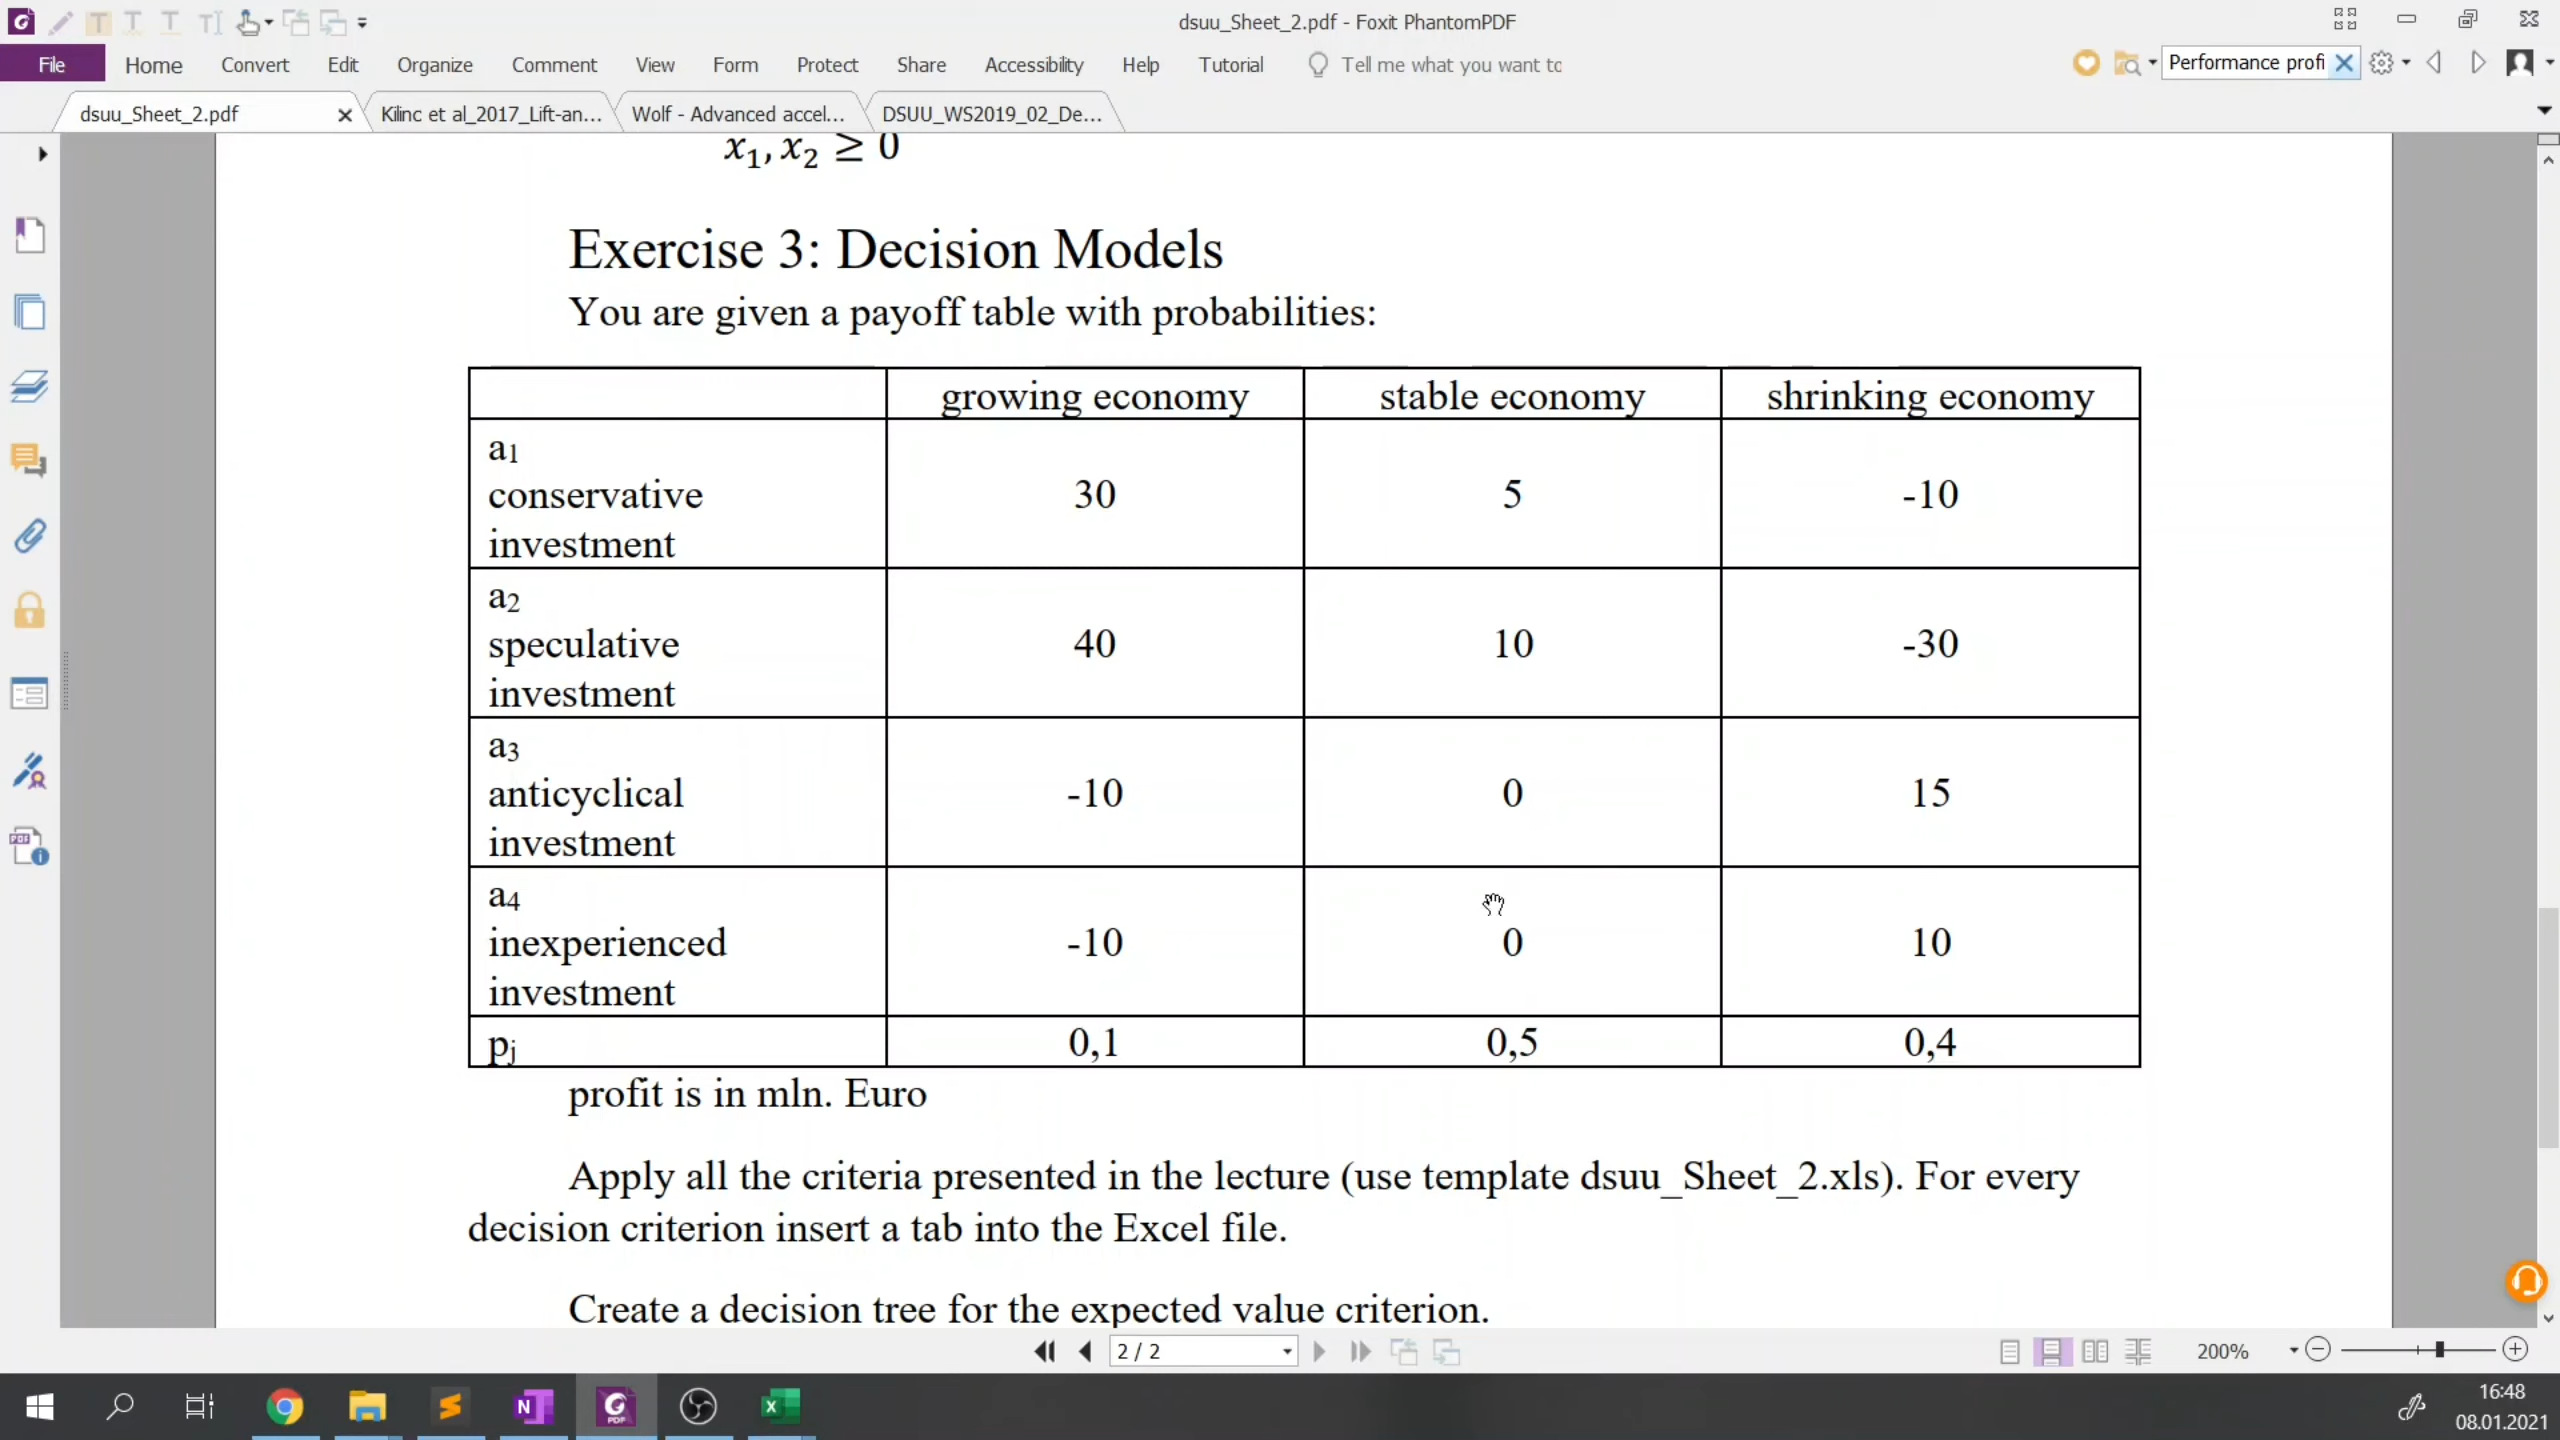 dsuu_Sheet_2.pdf - Foxit PhantomPDF
File Home Convert Edit Organize Comment View Form Protect Share Accessibility Help Tutorial Tell me what you want to Performance profi
dsuu_Sheet_2.pdf Kilinc et al_2017_Lift-an... Wolf - Advanced accel... DSUU_WS2019_02_De...
x₁, x₂ ≥ 0
Exercise 3: Decision Models
You are given a payoff table with probabilities:
growing economy stable economy shrinking economy
a₁
conservative
investment
30 5 -10
a₂
speculative
investment
40 10 -30
a₃
anticyclical
investment
-10 0 15
a₄
inexperienced
investment
-10 0 10
pⱼ 0,1 0,5 0,4
profit is in mln. Euro
Apply all the criteria presented in the lecture (use template dsuu_Sheet_2.xls). For every
decision criterion insert a tab into the Excel file.
Create a decision tree for the expected value criterion.
2 / 2
200%
16:48
08.01.2021